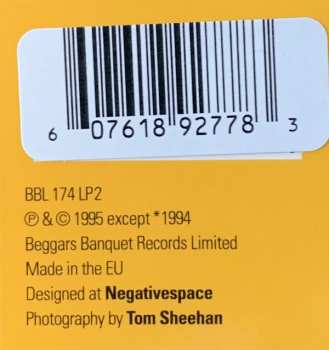 6 07618 92778 3
BBL 174 LP2
℗ & © 1995 except *1994
Beggars Banquet Records Limited
Made in the EU
Designed at Negativespace
Photography by Tom Sheehan